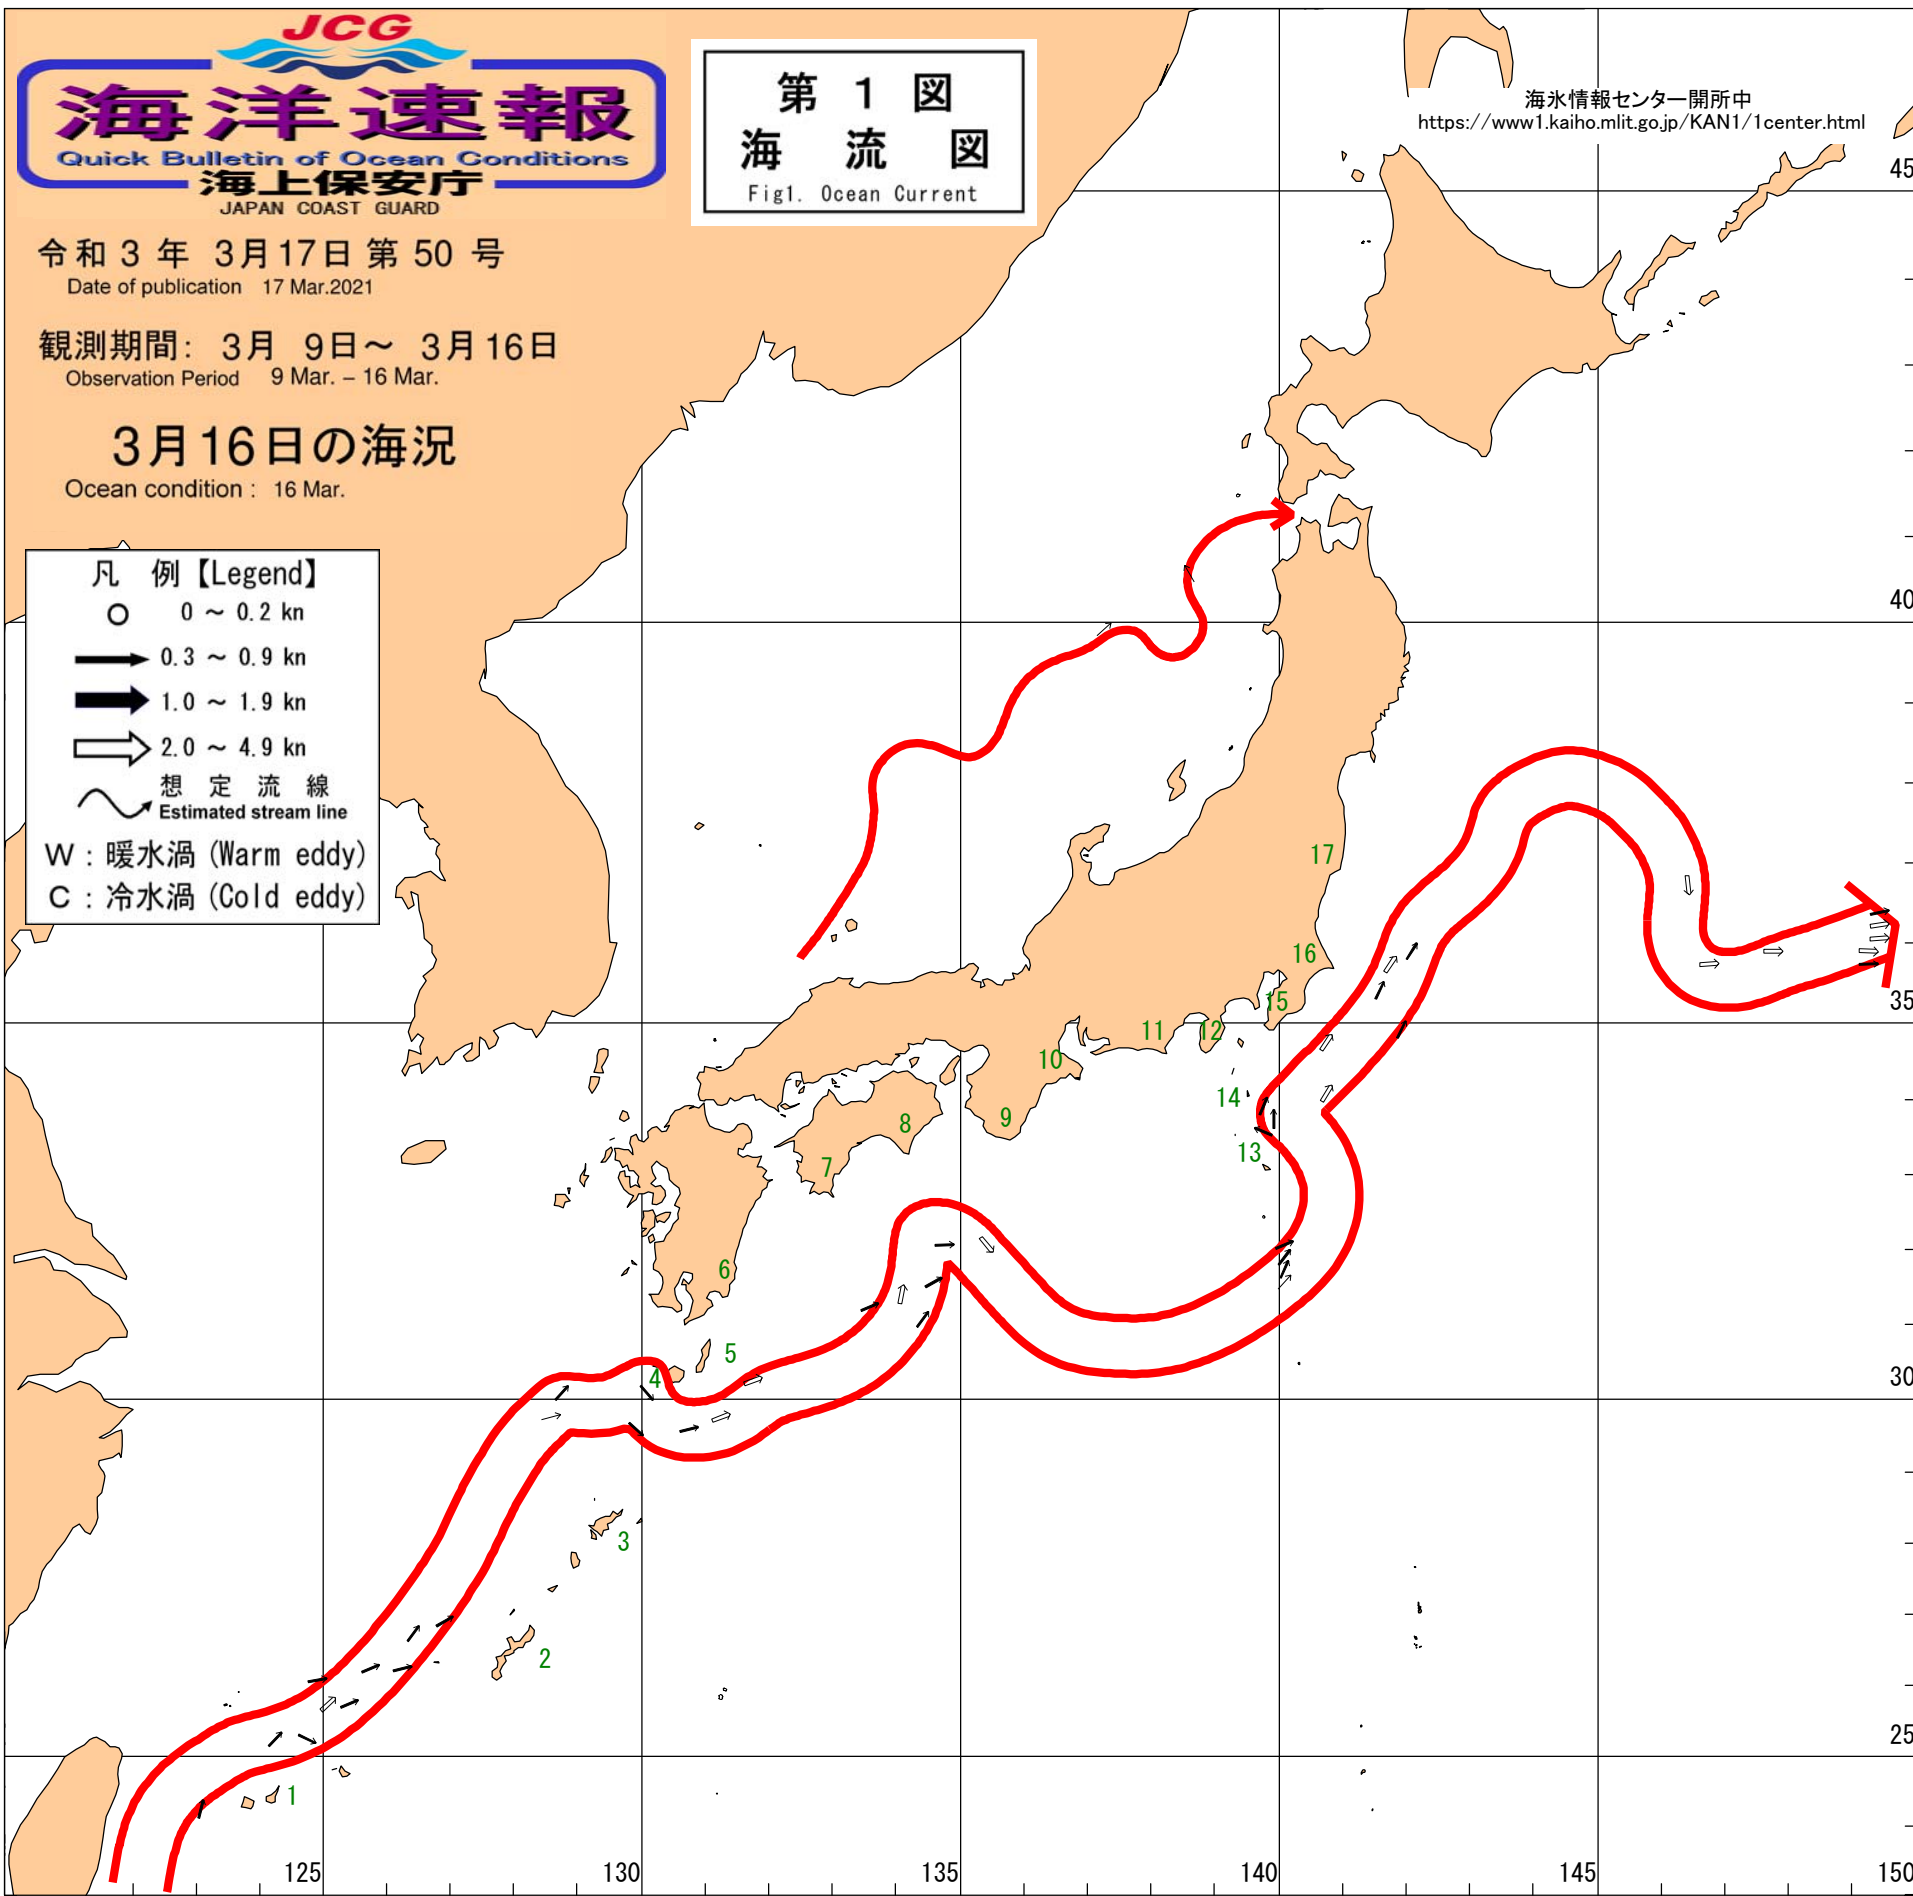 JCG
海洋速報
Quick Bulletin of Ocean Conditions
海上保安庁
JAPAN COAST GUARD
第 1 図
海 流 図
Fig1. Ocean Current
海氷情報センター開所中
https://www1.kaiho.mlit.go.jp/KAN1/1center.html
令和 3 年 3月17日 第 50 号
Date of publication 17 Mar.2021
観測期間: 3月 9日～ 3月16日
Observation Period 9 Mar. – 16 Mar.
3月16日の海況
Ocean condition : 16 Mar.
凡 例【Legend】
0 ～ 0.2 kn
0.3 ～ 0.9 kn
1.0 ～ 1.9 kn
2.0 ～ 4.9 kn
想 定 流 線
Estimated stream line
W : 暖水渦 (Warm eddy)
C : 冷水渦 (Cold eddy)
45
40
17
16
35
15
12
11
10
14
9
8
13
7
6
5
4
30
3
2
25
1
125
130
135
140
145
150